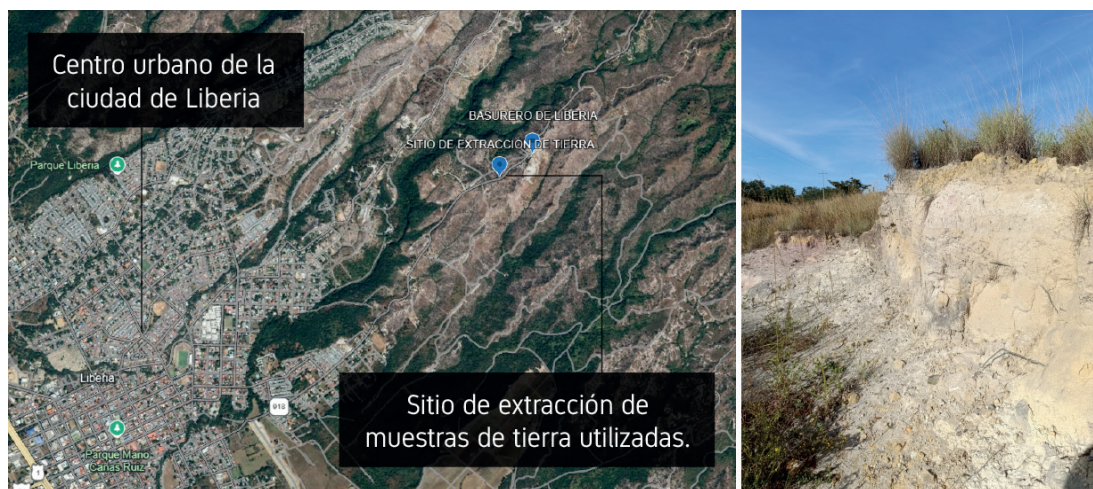 Centro urbano de la
ciudad de Liberia
BASURERO DE LIBERIA
SITIO DE EXTRACCIÓN DE TIERRA
Parque Liberia
Liberia
918
Sitio de extracción de
muestras de tierra utilizadas.
Parque Mario
Cañas Ruiz
1